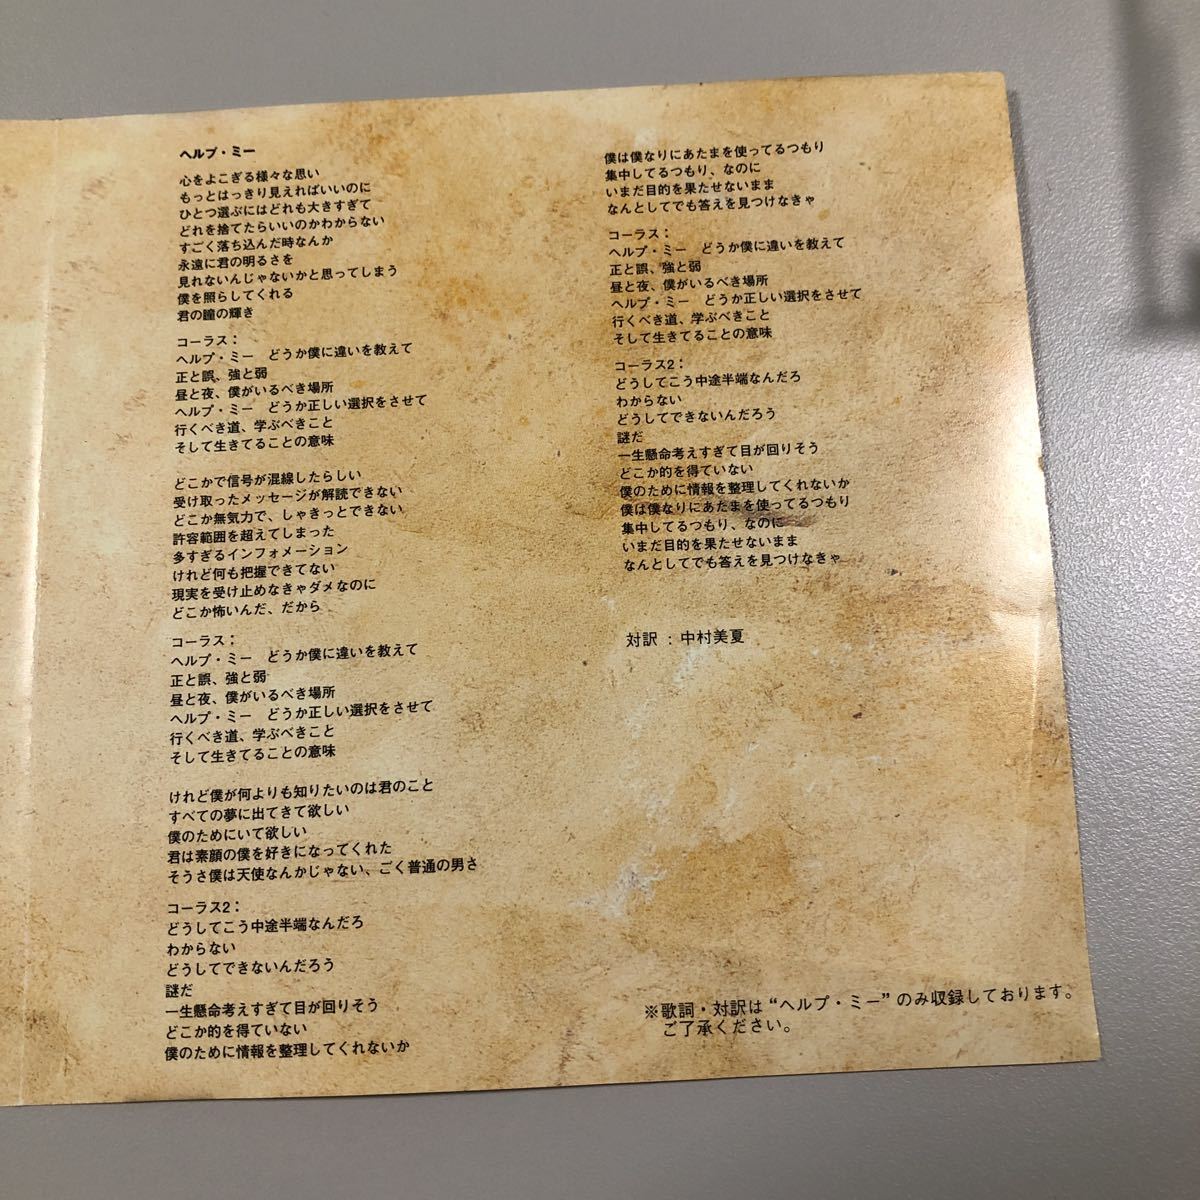 ヘルプ・ミー
心をよこぎる様々な思い
もっとはっきり見えればいいのに
ひとつ選ぶにはどれも大きすぎて
どれを捨てたらいいのかわからない
すごく落ち込んだ時なんか
永遠に君の明るさを
見れないんじゃないかと思ってしまう
僕を照らしてくれる
君の瞳の輝き
コーラス：
ヘルプ・ミー　どうか僕に違いを教えて
正と誤、強と弱
昼と夜、僕がいるべき場所
ヘルプ・ミー　どうか正しい選択をさせて
行くべき道、学ぶべきこと
そして生きてることの意味
どこかで信号が混線したらしい
受け取ったメッセージが解読できない
どこか無気力で、しゃきっとできない
許容範囲を超えてしまった
多すぎるインフォメーション
けれど何も把握できてない
現実を受け止めなきゃダメなのに
どこか怖いんだ、だから
コーラス：
ヘルプ・ミー　どうか僕に違いを教えて
正と誤、強と弱
昼と夜、僕がいるべき場所
ヘルプ・ミー　どうか正しい選択をさせて
行くべき道、学ぶべきこと
そして生きてることの意味
けれど僕が何よりも知りたいのは君のこと
すべての夢に出てきて欲しい
僕のためにいて欲しい
君は素顔の僕を好きになってくれた
そうさ僕は天使なんかじゃない、ごく普通の男さ
コーラス2：
どうしてこう中途半端なんだろ
わからない
どうしてできないんだろう
謎だ
一生懸命考えすぎて目が回りそう
どこか的を得ていない
僕のために情報を整理してくれないか
僕は僕なりにあたまを使ってるつもり
集中してるつもり、なのに
いまだ目的を果たせないまま
なんとしてでも答えを見つけなきゃ
コーラス：
ヘルプ・ミー　どうか僕に違いを教えて
正と誤、強と弱
昼と夜、僕がいるべき場所
ヘルプ・ミー　どうか正しい選択をさせて
行くべき道、学ぶべきこと
そして生きてることの意味
コーラス2：
どうしてこう中途半端なんだろ
わからない
どうしてできないんだろう
謎だ
一生懸命考えすぎて目が回りそう
どこか的を得ていない
僕のために情報を整理してくれないか
僕は僕なりにあたまを使ってるつもり
集中してるつもり、なのに
いまだ目的を果たせないまま
なんとしてでも答えを見つけなきゃ
対訳：中村美夏
※歌詞・対訳は“ヘルプ・ミー”のみ収録しております。
ご了承ください。